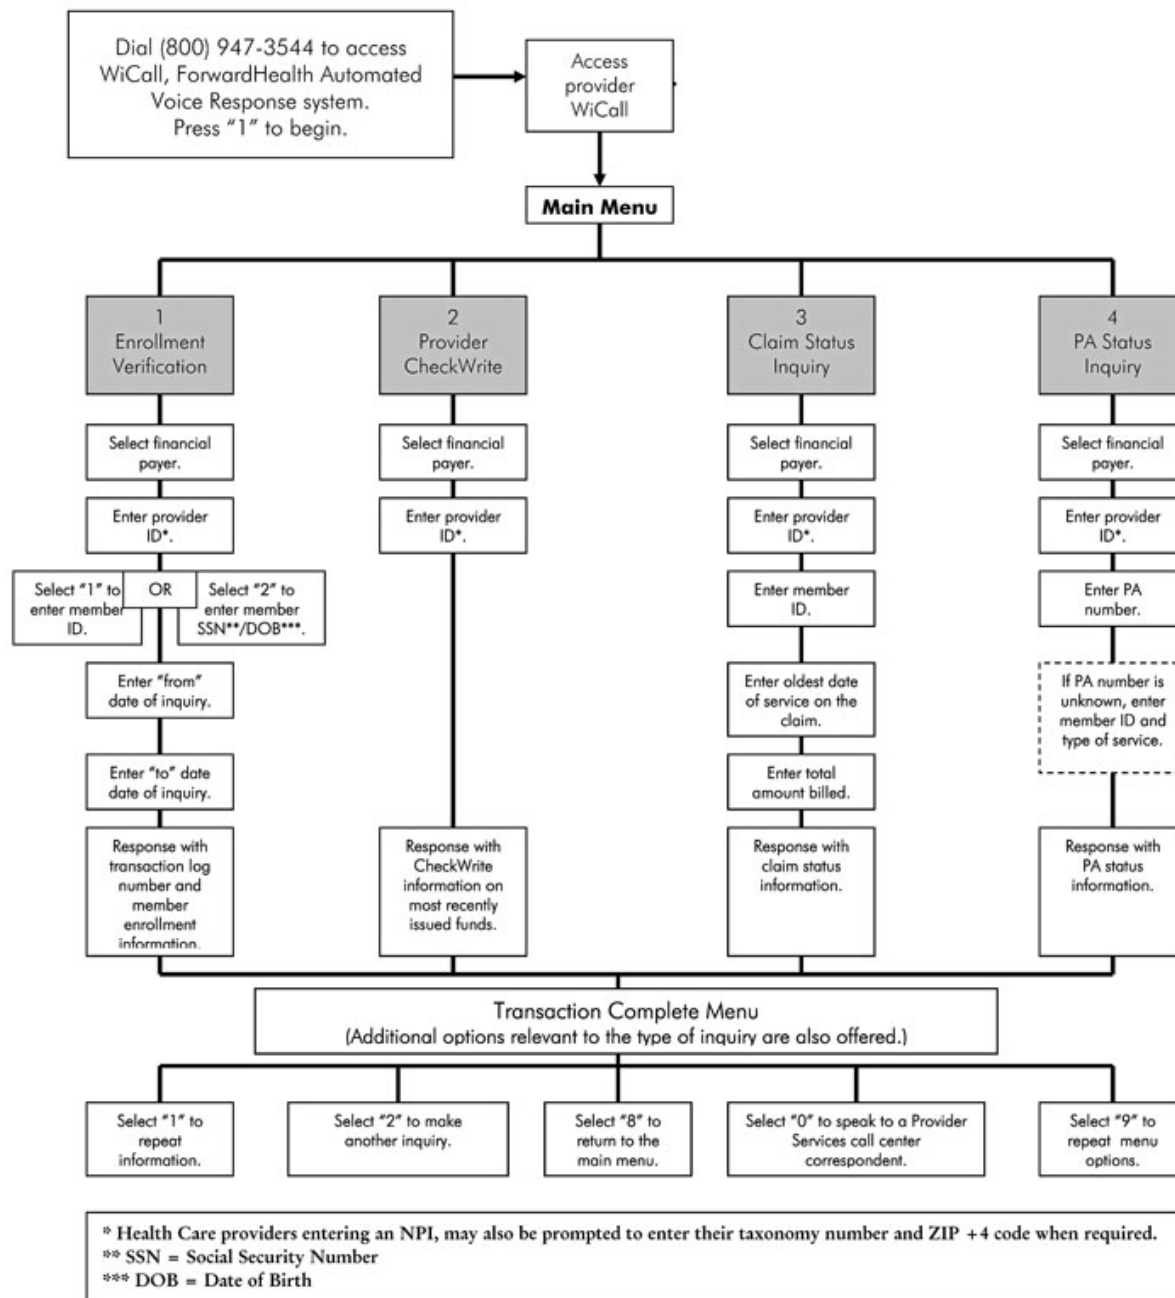 Dial (800) 947-3544 to access
WiCall, ForwardHealth Automated
Voice Response system.
Press "1" to begin.
Access
provider
WiCall
Main Menu
1
Enrollment
Verification
2
Provider
CheckWrite
3
Claim Status
Inquiry
4
PA Status
Inquiry
Select financial
payer.
Select financial
payer.
Select financial
payer.
Select financial
payer.
Enter provider
ID*.
Enter provider
ID*.
Enter provider
ID*.
Enter provider
ID*.
Select "1" to
enter member
ID.
OR
Select "2" to
enter member
SSN**/DOB***.
Enter member
ID.
Enter PA
number.
Enter "from"
date of inquiry.
Enter oldest date
of service on the
claim.
If PA number is
unknown, enter
member ID and
type of service.
Enter "to" date
date of inquiry.
Enter total
amount billed.
Response with
transaction log
number and
member
enrollment
information.
Response with
CheckWrite
information on
most recently
issued funds.
Response with
claim status
information.
Response with
PA status
information.
Transaction Complete Menu
(Additional options relevant to the type of inquiry are also offered.)
Select "1" to
repeat
information.
Select "2" to make
another inquiry.
Select "8" to
return to the
main menu.
Select "0" to speak to a Provider
Services call center
correspondent.
Select "9" to
repeat menu
options.
* Health Care providers entering an NPI, may also be prompted to enter their taxonomy number and ZIP +4 code when required.
** SSN = Social Security Number
*** DOB = Date of Birth